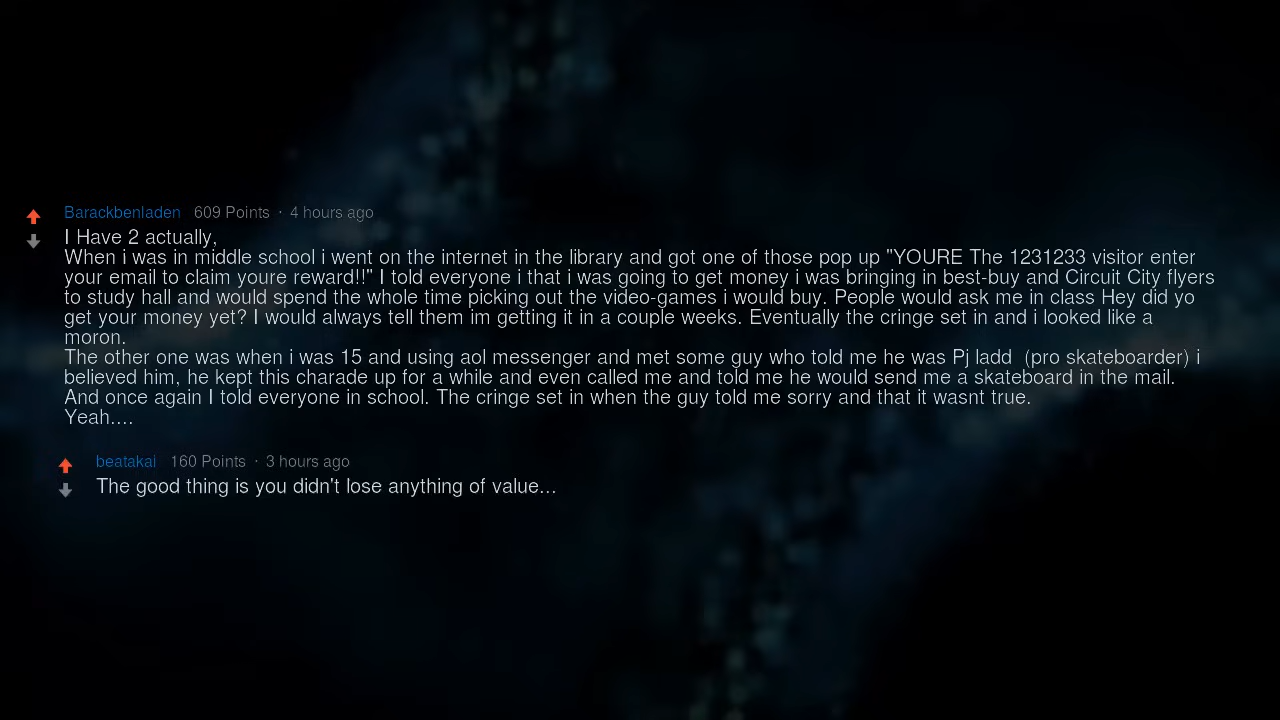 Barackbenladen 609 Points · 4 hours ago
I Have 2 actually,
When i was in middle school i went on the internet in the library and got one of those pop up "YOURE The 1231233 visitor enter
your email to claim youre reward!!" I told everyone i that i was going to get money i was bringing in best-buy and Circuit City flyers
to study hall and would spend the whole time picking out the video-games i would buy. People would ask me in class Hey did yo
get your money yet? I would always tell them im getting it in a couple weeks. Eventually the cringe set in and i looked like a
moron.
The other one was when i was 15 and using aol messenger and met some guy who told me he was Pj ladd  (pro skateboarder) i
believed him, he kept this charade up for a while and even called me and told me he would send me a skateboard in the mail.
And once again I told everyone in school. The cringe set in when the guy told me sorry and that it wasnt true.
Yeah....
beatakal 160 Points · 3 hours ago
The good thing is you didn't lose anything of value...